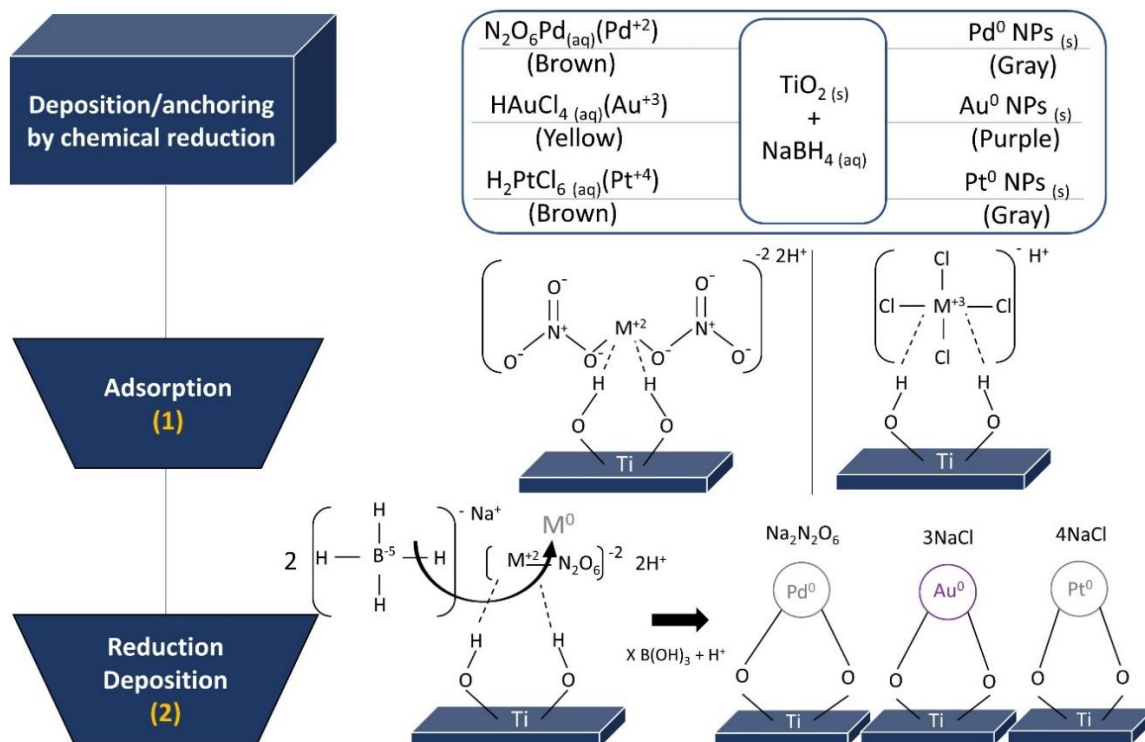 Deposition/anchoring
by chemical reduction
N₂O₆Pd(aq)(Pd⁺²)
(Brown)
HAuCl₄ (aq)(Au⁺³)
(Yellow)
H₂PtCl₆ (aq)(Pt⁺⁴)
(Brown)
TiO₂ (s)
+
NaBH₄ (aq)
Pd⁰ NPs (s)
(Gray)
Au⁰ NPs (s)
(Purple)
Pt⁰ NPs (s)
(Gray)
Adsorption
(1)
-2 2H⁺
O⁻ O⁻
N⁺ M⁺² N⁺
O⁻ O⁻ O⁻ O⁻
H H
O O
Ti
- H⁺
Cl
Cl M⁺³ Cl
Cl
H H
O O
Ti
Reduction
Deposition
(2)
- Na⁺
H
2 H B⁻⁵ H
H
M⁰
M⁺² N₂O₆ -2 2H⁺
H H
O O
Ti
X B(OH)₃ + H⁺
Na₂N₂O₆ 3NaCl 4NaCl
Pd⁰ Au⁰ Pt⁰
O O O O O O
Ti Ti Ti